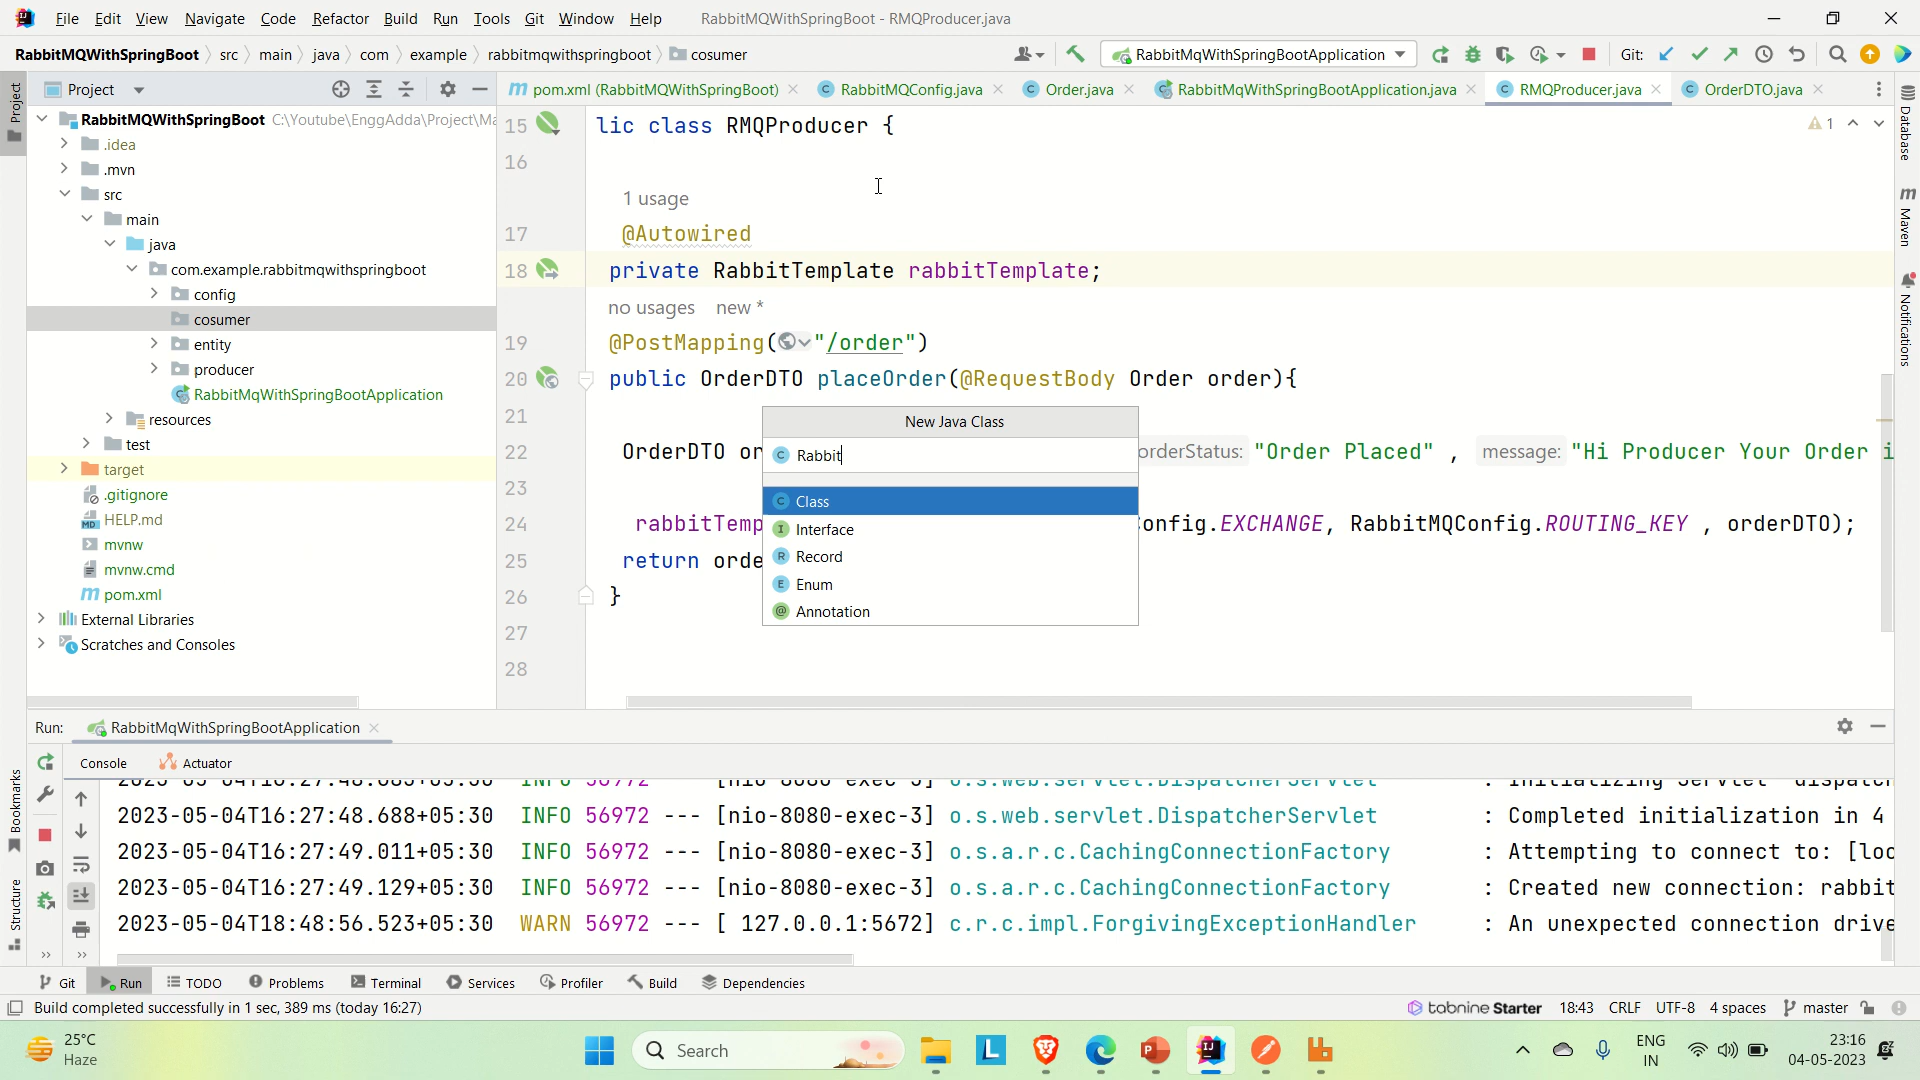 File Edit View Navigate Code Refactor Build Run Tools Git Window Help RabbitMQWithSpringBoot - RMQProducer.java
RabbitMQWithSpringBoot src main java com example rabbitmqwithspringboot cosumer RabbitMqWithSpringBootApplication Git:
Project pom.xml (RabbitMQWithSpringBoot) RabbitMQConfig.java Order.java RabbitMqWithSpringBootApplication.java RMQProducer.java OrderDTO.java
Project
Bookmarks
Structure
RabbitMQWithSpringBoot C:\Youtube\EnggAdda\Project\Ma
.idea
.mvn
src
main
java
com.example.rabbitmqwithspringboot
config
cosumer
entity
producer
RabbitMqWithSpringBootApplication
resources
test
target
.gitignore
HELP.md
mvnw
mvnw.cmd
pom.xml
External Libraries
Scratches and Consoles
15 lic class RMQProducer { 1
16
1 usage
17 @Autowired
18 private RabbitTemplate rabbitTemplate;
no usages new *
19 @PostMapping("/order")
20 public OrderDTO placeOrder(@RequestBody Order order){
21
22 OrderDTO or orderStatus: "Order Placed" , message: "Hi Producer Your Order i
23
24 rabbitTemp onfig.EXCHANGE, RabbitMQConfig.ROUTING_KEY , orderDTO);
25 return orde
26 }
27
28
New Java Class
Rabbit
Class
Interface
Record
Enum
Annotation
Database
Maven
Notifications
Run: RabbitMqWithSpringBootApplication
Console Actuator
2023-05-04T16:27:48.688+05:30 INFO 56972 --- [nio-8080-exec-3] o.s.web.servlet.DispatcherServlet : Completed initialization in 4
2023-05-04T16:27:49.011+05:30 INFO 56972 --- [nio-8080-exec-3] o.s.a.r.c.CachingConnectionFactory : Attempting to connect to: [loc
2023-05-04T16:27:49.129+05:30 INFO 56972 --- [nio-8080-exec-3] o.s.a.r.c.CachingConnectionFactory : Created new connection: rabbit
2023-05-04T18:48:56.523+05:30 WARN 56972 --- [ 127.0.0.1:5672] c.r.c.impl.ForgivingExceptionHandler : An unexpected connection drive
Git Run TODO Problems Terminal Services Profiler Build Dependencies
Build completed successfully in 1 sec, 389 ms (today 16:27) tabnine Starter 18:43 CRLF UTF-8 4 spaces master
25°C
Haze
Search
ENG
IN
23:16
04-05-2023